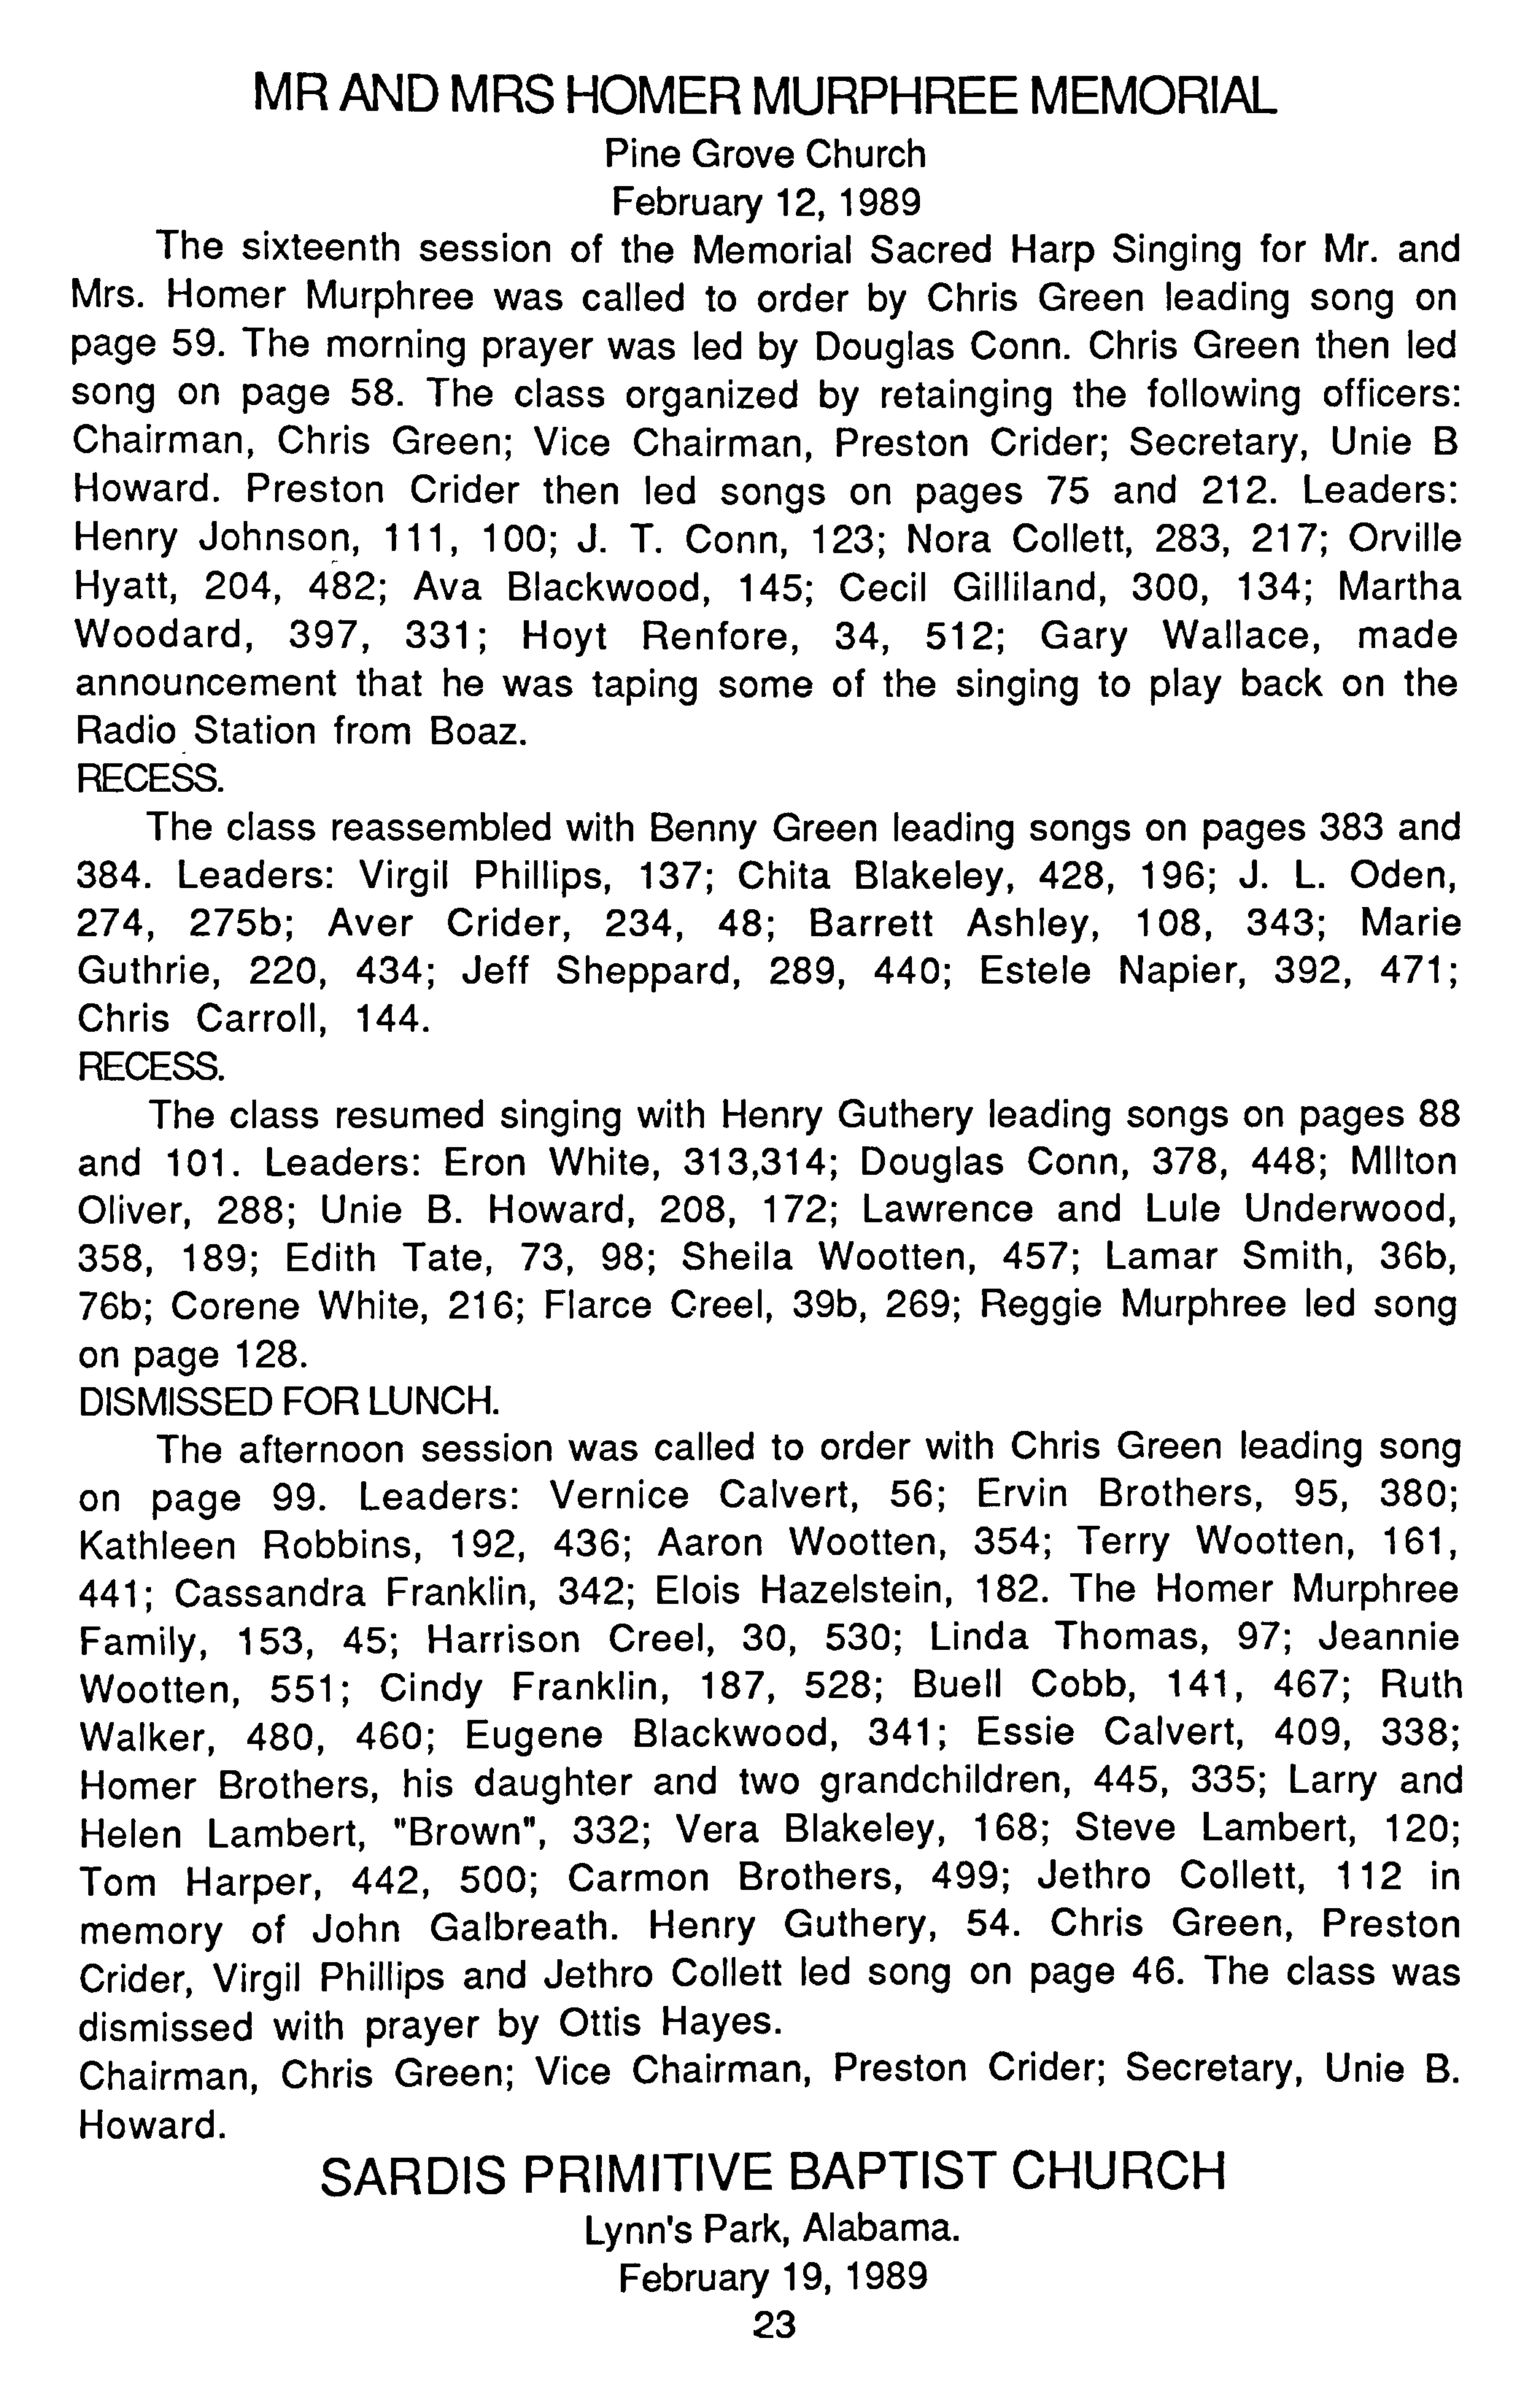 MR AND MRS HOMER MURPHREE MEMORIAL
Pine Grove Church
February 12, 1989
The sixteenth session of the Memorial Sacred Harp Singing for Mr. and
Mrs. Homer Murphree was called to order by Chris Green leading song on
page 59. The morning prayer was led by Douglas Conn. Chris Green then led
song on page 58. The class organized by retainging the following officers:
Chairman, Chris Green; Vice Chairman, Preston Crider; Secretary, Unie B
Howard. Preston Crider then led songs on pages 75 and 212. Leaders:
Henry Johnson, 111, 100; J. T. Conn, 123; Nora Collett, 283, 217; Orville
Hyatt, 204, 482; Ava Blackwood, 145; Cecil Gilliland, 300, 134; Martha
Woodard, 397, 331; Hoyt Renfore, 34, 512; Gary Wallace, made
announcement that he was taping some of the singing to play back on the
Radio Station from Boaz.
RECESS.
The class reassembled with Benny Green leading songs on pages 383 and
384. Leaders: Virgil Phillips, 137; Chita Blakeley, 428, 196; J. L. Oden,
274, 275b; Aver Crider, 234, 48; Barrett Ashley, 108, 343; Marie
Guthrie, 220, 434; Jeff Sheppard, 289, 440; Estele Napier, 392, 471;
Chris Carroll, 144.
RECESS.
The class resumed singing with Henry Guthery leading songs on pages 88
and 101. Leaders: Eron White, 313,314; Douglas Conn, 378, 448; MIlton
Oliver, 288; Unie B. Howard, 208, 172; Lawrence and Lule Underwood,
358, 189; Edith Tate, 73, 98; Sheila Wootten, 457; Lamar Smith, 36b,
76b; Corene White, 216; Flarce Creel, 39b, 269; Reggie Murphree led song
on page 128.
DISMISSED FOR LUNCH.
The afternoon session was called to order with Chris Green leading song
on page 99. Leaders: Vernice Calvert, 56; Ervin Brothers, 95, 380;
Kathleen Robbins, 192, 436; Aaron Wootten, 354; Terry Wootten, 161,
441; Cassandra Franklin, 342; Elois Hazelstein, 182. The Homer Murphree
Family, 153, 45; Harrison Creel, 30, 530; Linda Thomas, 97; Jeannie
Wootten, 551; Cindy Franklin, 187, 528; Buell Cobb, 141, 467; Ruth
Walker, 480, 460; Eugene Blackwood, 341; Essie Calvert, 409, 338;
Homer Brothers, his daughter and two grandchildren, 445, 335; Larry and
Helen Lambert, "Brown", 332; Vera Blakeley, 168; Steve Lambert, 120;
Tom Harper, 442, 500; Carmon Brothers, 499; Jethro Collett, 112 in
memory of John Galbreath. Henry Guthery, 54. Chris Green, Preston
Crider, Virgil Phillips and Jethro Collett led song on page 46. The class was
dismissed with prayer by Ottis Hayes.
Chairman, Chris Green; Vice Chairman, Preston Crider; Secretary, Unie B.
Howard.
SARDIS PRIMITIVE BAPTIST CHURCH
Lynn's Park, Alabama.
February 19, 1989
23